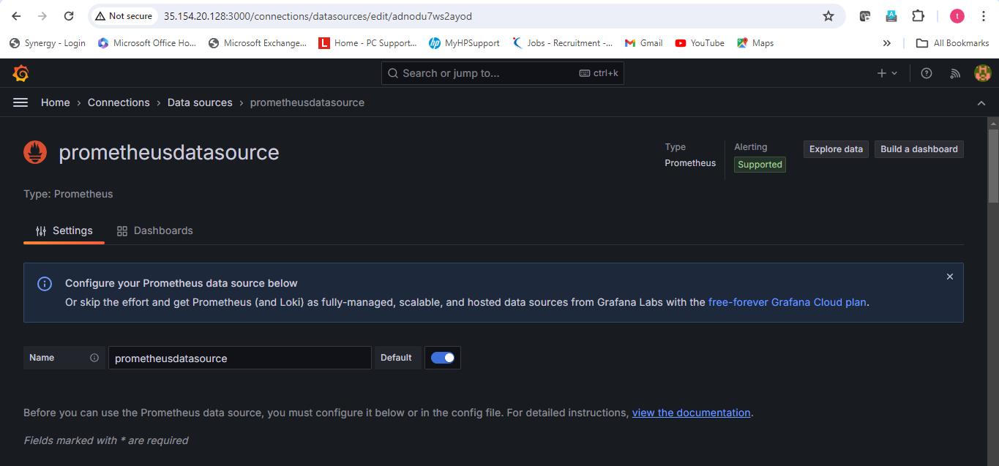 Not secure 35.154.20.128:3000/connections/datasources/edit/adnodu7ws2ayod t
Synergy - Login Microsoft Office Ho... Microsoft Exchange... L Home - PC Support... hp MyHPSupport Jobs - Recruitment -... Gmail YouTube Maps » All Bookmarks
Search or jump to... ctrl+k
Home › Connections › Data sources › prometheusdatasource
prometheusdatasource
Type Alerting Explore data Build a dashboard
Prometheus Supported
Type: Prometheus
Settings Dashboards
Configure your Prometheus data source below
Or skip the effort and get Prometheus (and Loki) as fully-managed, scalable, and hosted data sources from Grafana Labs with the free-forever Grafana Cloud plan.
Name prometheusdatasource Default
Before you can use the Prometheus data source, you must configure it below or in the config file. For detailed instructions, view the documentation.
Fields marked with * are required